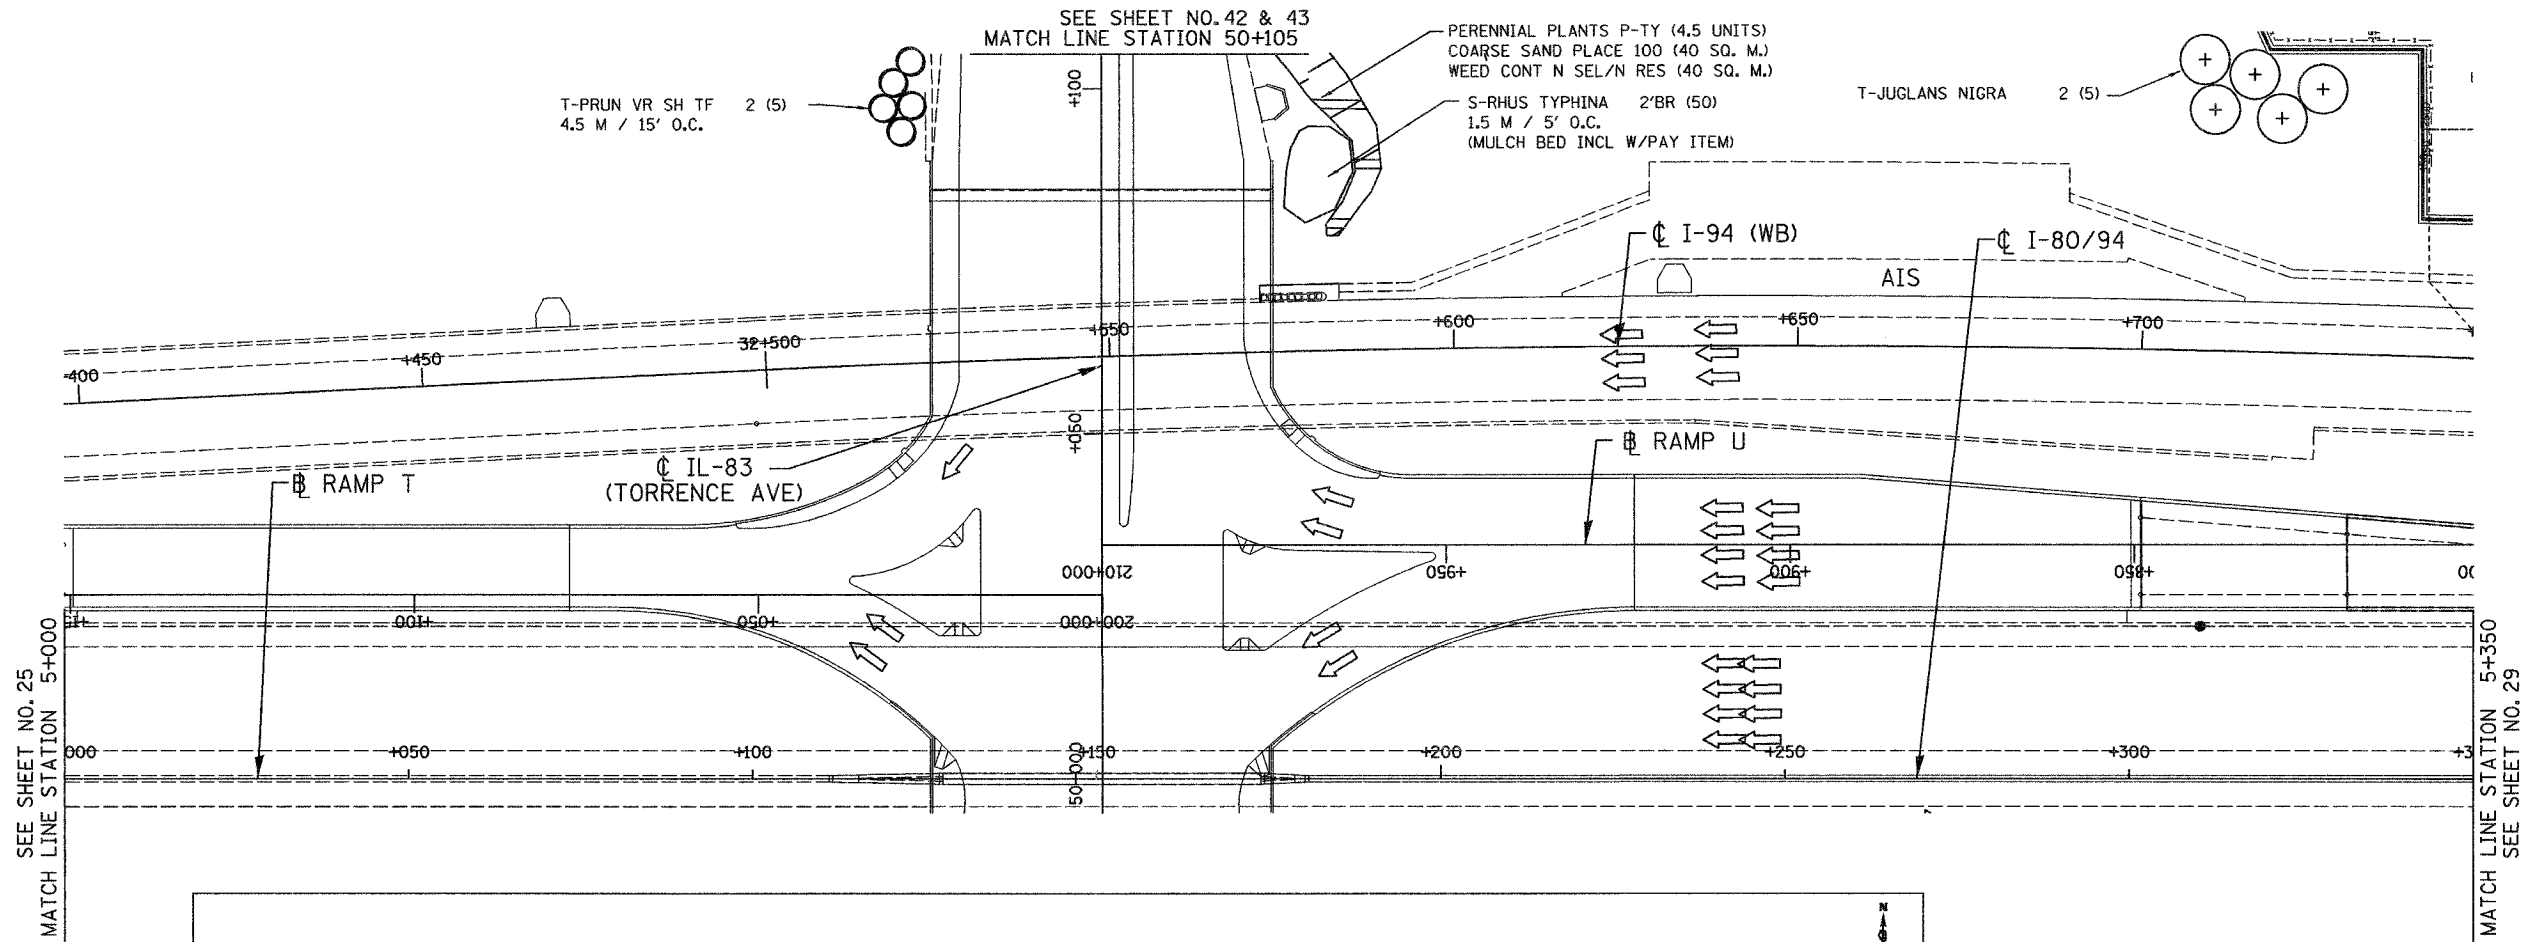 SEE SHEET NO. 42 & 43
MATCH LINE STATION 50+105
PERENNIAL PLANTS P-TY (4.5 UNITS)
COARSE SAND PLACE 100 (40 SQ. M.)
WEED CONT N SEL/N RES (40 SQ. M.)
T-PRUN VR SH TF 2 (5)
4.5 M / 15' O.C.
S-RHUS TYPHINA 2'BR (50)
1.5 M / 5' O.C.
(MULCH BED INCL W/PAY ITEM)
T-JUGLANS NIGRA 2 (5)
+100
℄ I-94 (WB)
℄ I-80/94
AIS
+400
+450
32+500
+550
+600
+650
+700
+050
℄ IL-83
(TORRENCE AVE)
B̵L RAMP T
B̵L RAMP U
210+000
+950
+900
+850
00
+15
+100
+050
200+000
000
+050
+100
50+000
+150
+200
+250
+300
+3
SEE SHEET NO. 25
MATCH LINE STATION 5+000
MATCH LINE STATION 5+350
SEE SHEET NO. 29
N